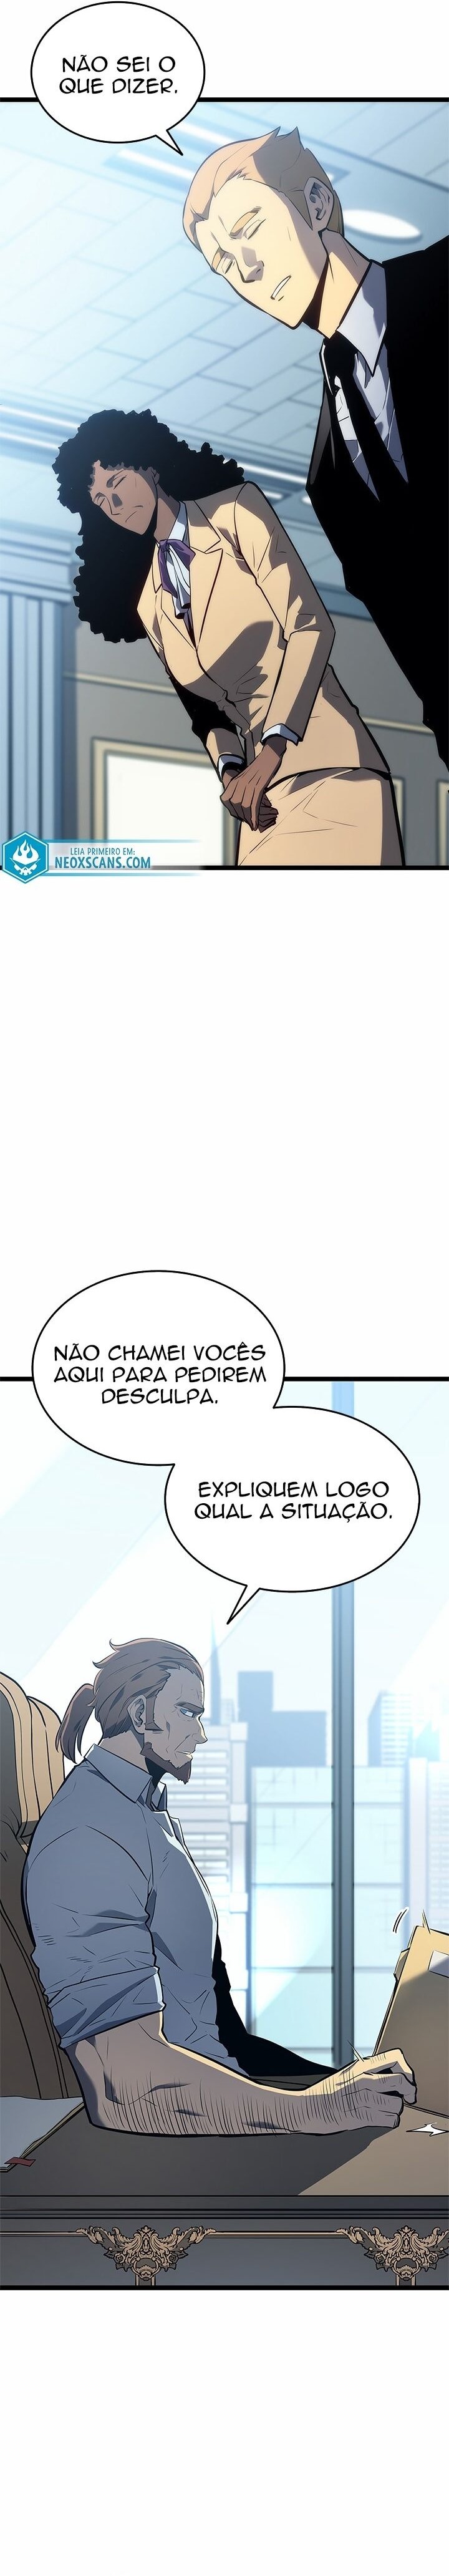 NÃO SEI O
QUE DIZER.
LEIA PRIMEIRO EM:
NEOXSCANS.COM
NÃO CHAMEI VOCÊS
AQUI PARA PEDIREM
DESCULPA.
EXPLIQUEM LOGO
QUAL A SITUAÇÃO.